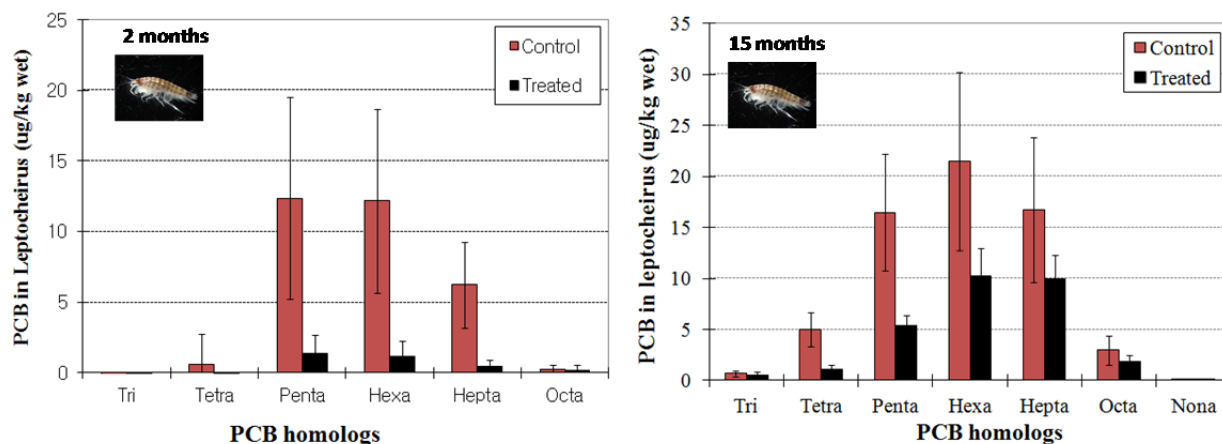 PCB in Leptocheirus (ug/kg wet)
25
20
15
10
5
0
2 months
Control
Treated
Tri Tetra Penta Hexa Hepta Octa
PCB homologs
PCB in leptocheirus (ug/kg wet)
35
30
25
20
15
10
5
0
15 months
Control
Treated
Tri Tetra Penta Hexa Hepta Octa Nona
PCB homologs